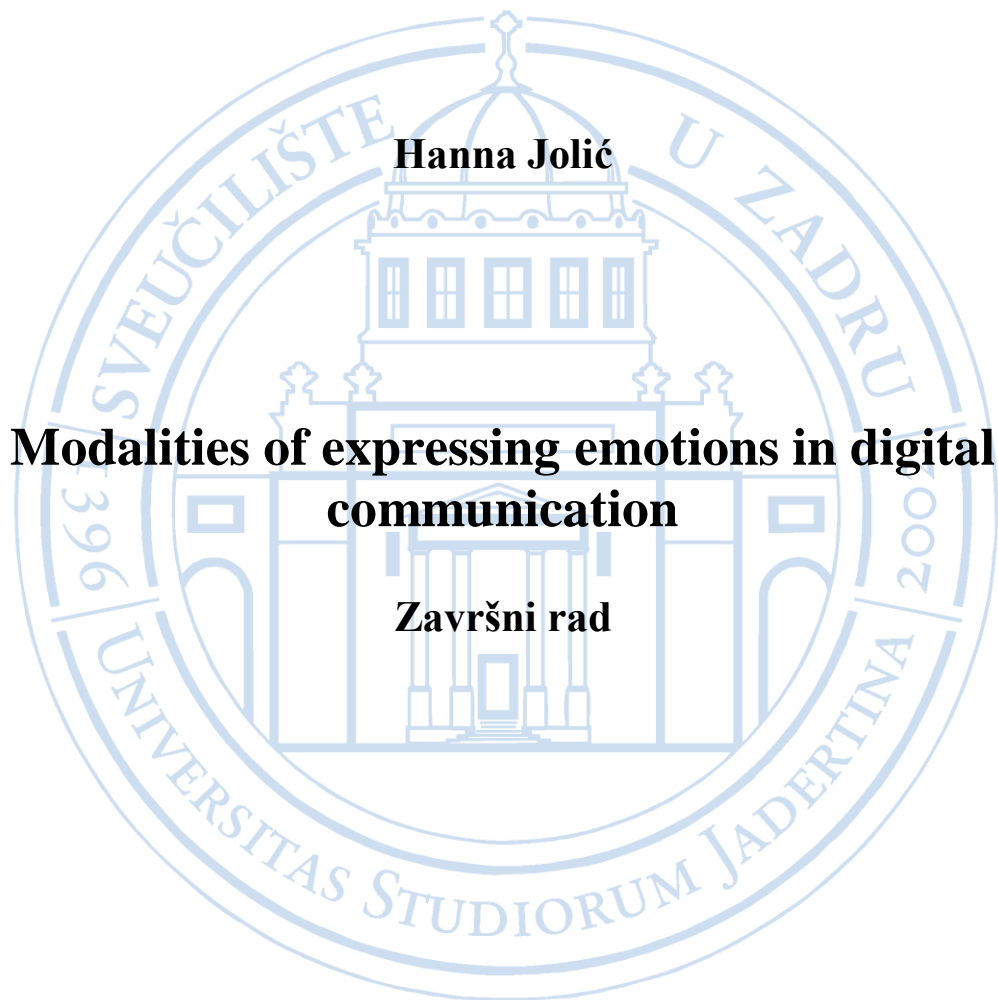 Hanna Jolić
Modalities of expressing emotions in digital
communication
Završni rad
SVEUČILIŠTE U ZADRU
1396
2002
UNIVERSITAS STUDIORUM JADERTINA